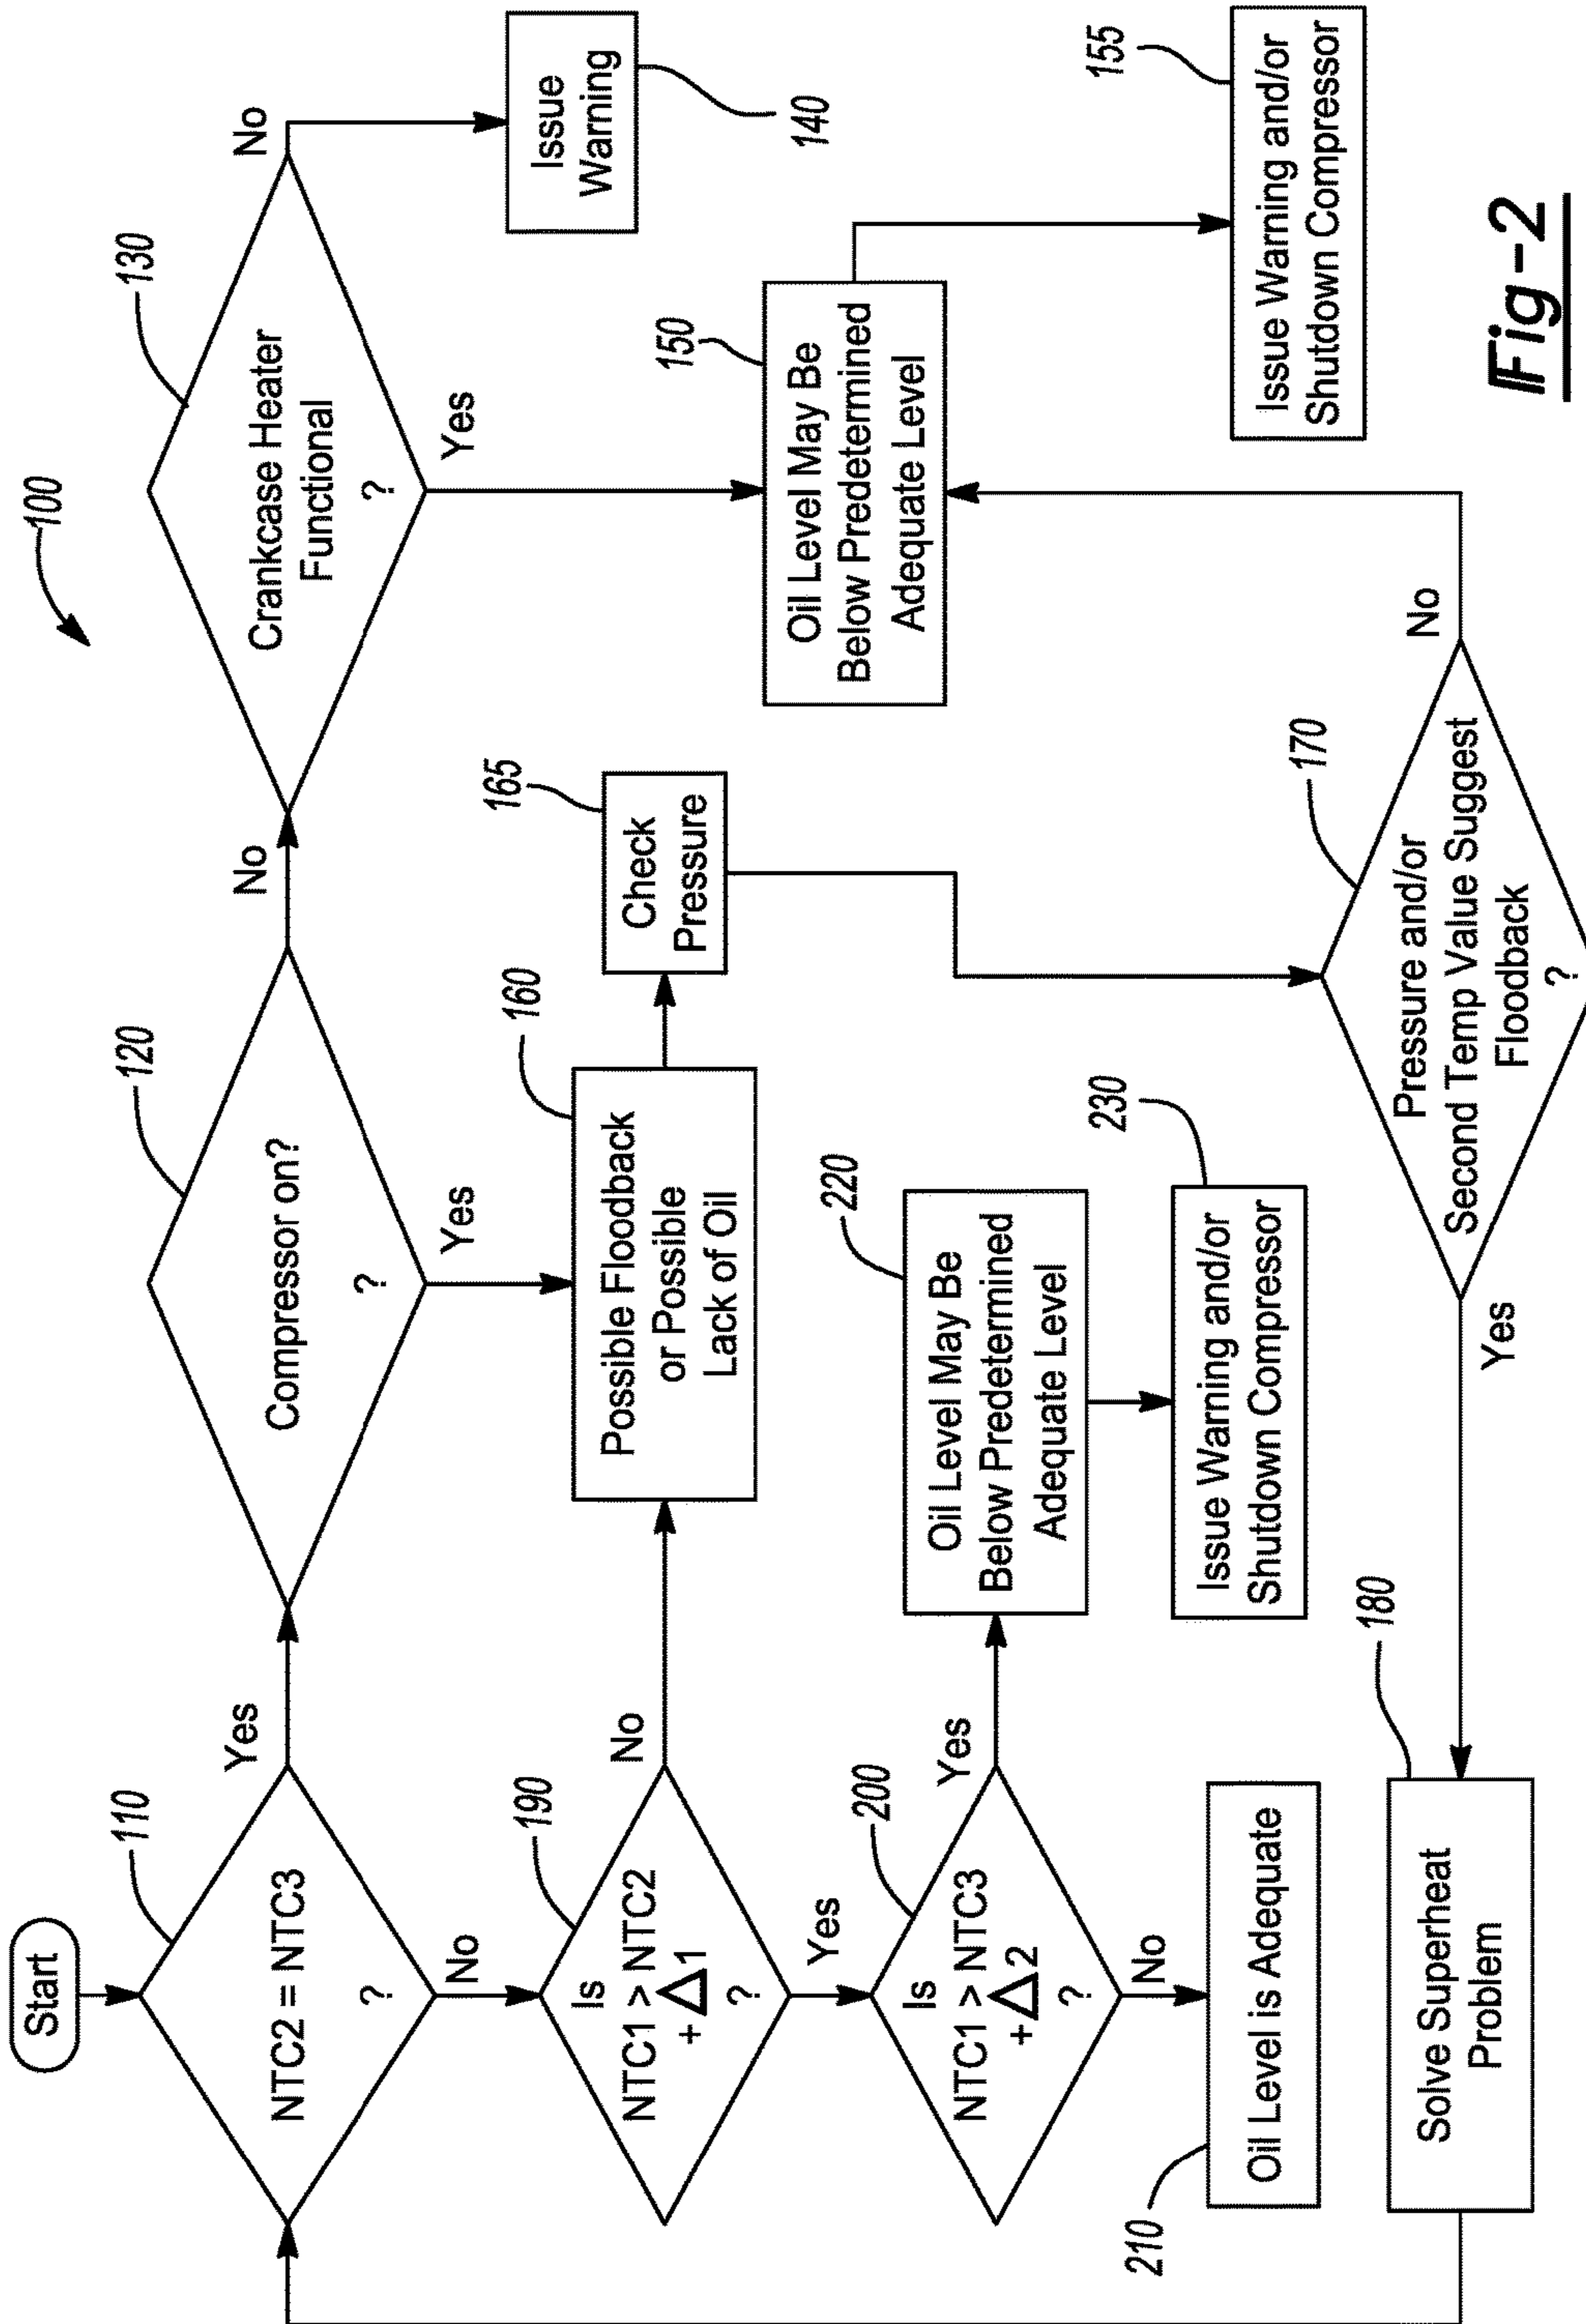 100
Start
110
NTC2 = NTC3
?
Yes
No
120
Compressor on?
?
No
Yes
130
Crankcase Heater
Functional
?
No
Yes
Issue
Warning
140
190
Is
NTC1 > NTC2
+ Δ1
?
No
Yes
160
Possible Floodback
or Possible
Lack of Oil
165
Check
Pressure
150
Oil Level May Be
Below Predetermined
Adequate Level
155
Issue Warning and/or
Shutdown Compressor
200
Is
NTC1 > NTC3
+ Δ2
?
Yes
No
220
Oil Level May Be
Below Predetermined
Adequate Level
230
Issue Warning and/or
Shutdown Compressor
210
Oil Level is Adequate
170
Pressure and/or
Second Temp Value Suggest
Floodback
?
No
Yes
180
Solve Superheat
Problem
Fig-2